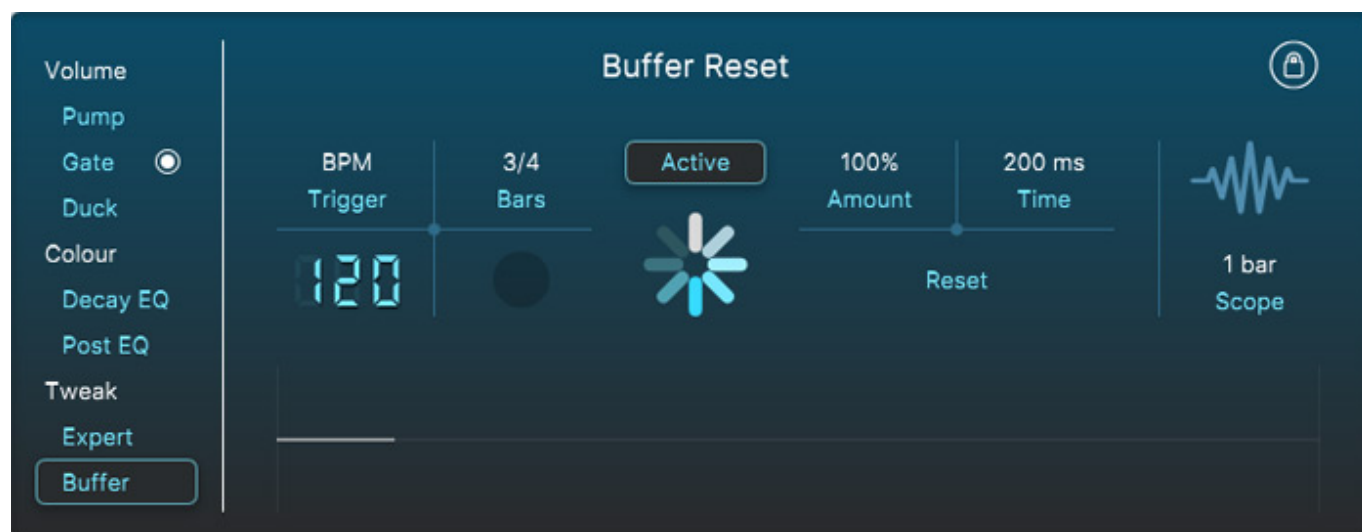 Volume
Pump
Gate
Duck
Colour
Decay EQ
Post EQ
Tweak
Expert
Buffer
Buffer Reset
BPM
Trigger
3/4
Bars
Active
100%
Amount
200 ms
Time
120
Reset
1 bar
Scope